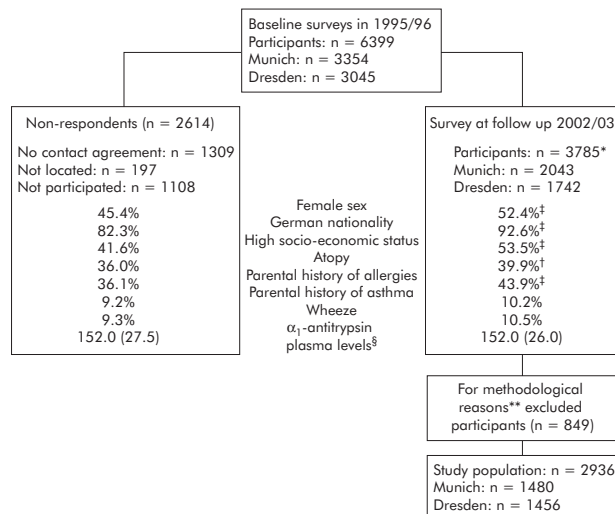 Baseline surveys in 1995/96
Participants: n = 6399
Munich: n = 3354
Dresden: n = 3045
Non-respondents (n = 2614)
No contact agreement: n = 1309
Not located: n = 197
Not participated: n = 1108
45.4%
82.3%
41.6%
36.0%
36.1%
9.2%
9.3%
152.0 (27.5)
Female sex
German nationality
High socio-economic status
Atopy
Parental history of allergies
Parental history of asthma
Wheeze
α₁-antitrypsin
plasma levels§
Survey at follow up 2002/03
Participants: n = 3785*
Munich: n = 2043
Dresden: n = 1742
52.4%‡
92.6%‡
53.5%‡
39.9%†
43.9%‡
10.2%
10.5%
152.0 (26.0)
For methodological
reasons** excluded
participants (n = 849)
Study population: n = 2936
Munich: n = 1480
Dresden: n = 1456